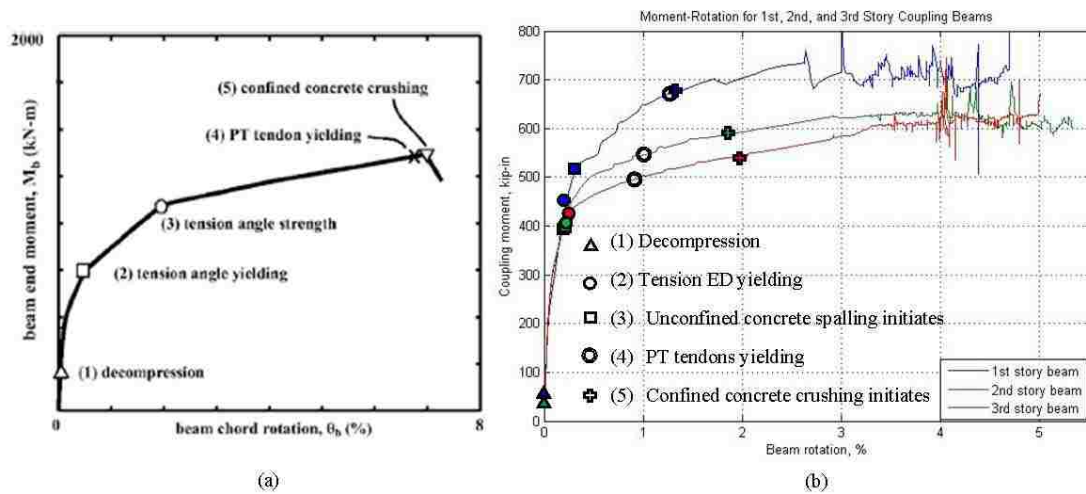 2000
(5) confined concrete crushing
(4) PT tendon yielding
(3) tension angle strength
(2) tension angle yielding
(1) decompression
beam end moment, M_b (kN-m)
0
8
beam chord rotation, θ_b (%)
(a)
Moment-Rotation for 1st, 2nd, and 3rd Story Coupling Beams
800
700
600
500
400
300
200
100
0
Coupling moment, kip-in
(1) Decompression
(2) Tension ED yielding
(3) Unconfined concrete spalling initiates
(4) PT tendons yielding
(5) Confined concrete crushing initiates
1st story beam
2nd story beam
3rd story beam
0 1 2 3 4 5
Beam rotation, %
(b)